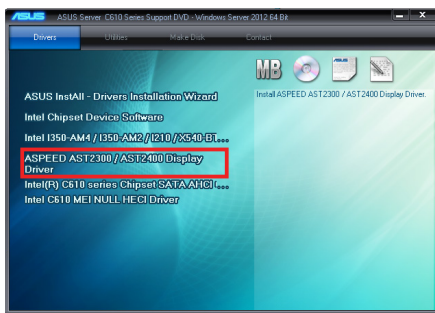 ASUS ASUS Server C610 Series Support DVD - Windows Server 2012 64 Bit
Drivers Utilities Make Disk Contact
MB
ASUS InstAll - Drivers Installation Wizard
Install ASPEED AST2300 / AST2400 Display Driver.
Intel Chipset Device Software
Intel I350-AM4 / I350-AM2 / I210 / X540-BT...
ASPEED AST2300 / AST2400 Display
Driver
Intel(R) C610 series Chipset SATA AHCI (...
Intel C610 MEI NULL HECI Driver